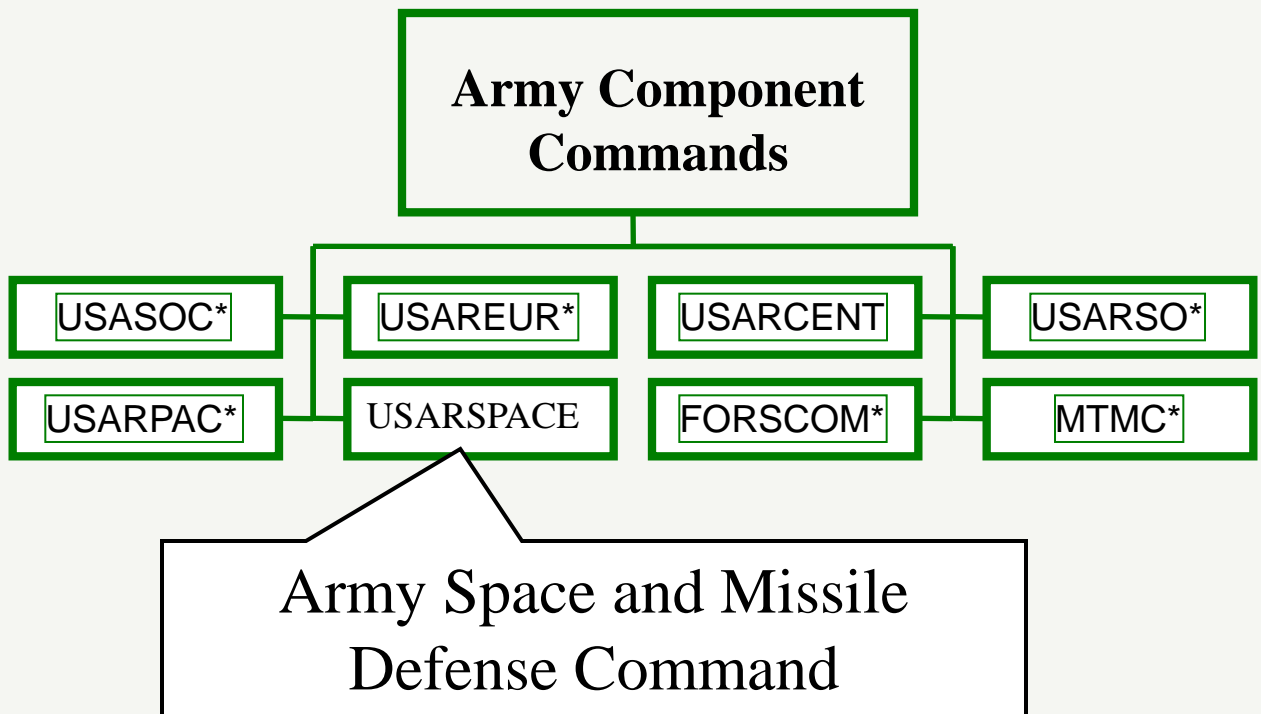 Army Component
Commands
USASOC*
USAREUR*
USARCENT
USARSO*
USARPAC*
USARSPACE
FORSCOM*
MTMC*
Army Space and Missile
Defense Command